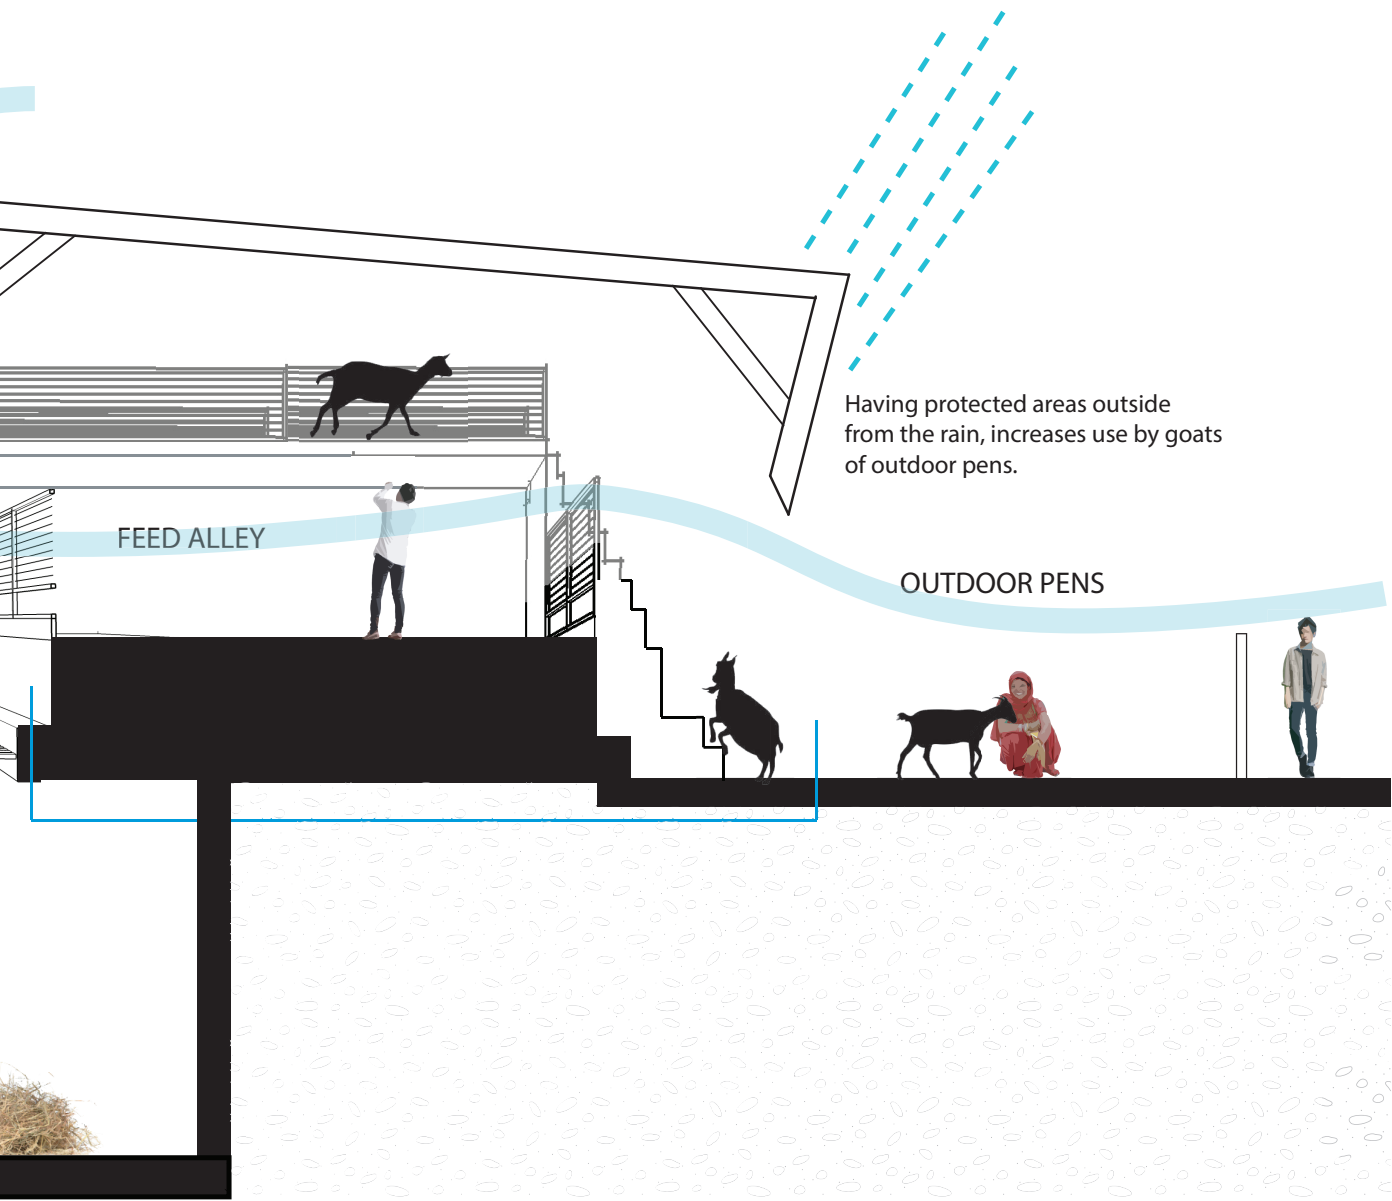 Having protected areas outside
from the rain, increases use by goats
of outdoor pens.
FEED ALLEY
OUTDOOR PENS